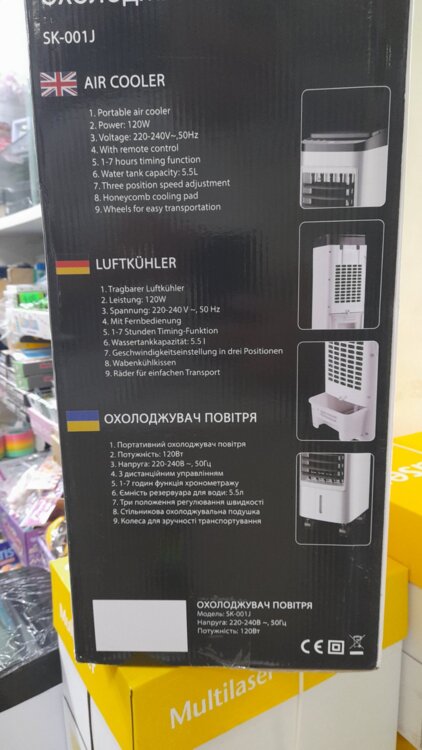 SK-001J
AIR COOLER
1. Portable air cooler
2. Power: 120W
3. Voltage: 220-240V~,50Hz
4. With remote control
5. 1-7 hours timing function
6. Water tank capacity: 5.5L
7. Three position speed adjustment
8. Honeycomb cooling pad
9. Wheels for easy transportation
LUFTKÜHLER
1. Tragbarer Luftkühler
2. Leistung: 120W
3. Spannung: 220-240 V ~, 50 Hz
4. Mit Fernbedienung
5. 1-7 Stunden Timing-Funktion
6. Wassertankkapazität: 5.5 l
7. Geschwindigkeitseinstellung in drei Positionen
8. Wabenkühlkissen
9. Räder für einfachen Transport
ОХОЛОДЖУВАЧ ПОВІТРЯ
1. Портативний охолоджувач повітря
2. Потужність: 120Вт
3. Напруга: 220-240В ~, 50Гц
4. З дистанційним управлінням
5. 1-7 годин функція хронометражу
6. Ємність резервуара для води: 5.5л
7. Три положення регулювання швидкості
8. Стільникова охолоджувальна подушка
9. Колеса для зручності транспортування
ОХОЛОДЖУВАЧ ПОВІТРЯ
Модель: SK-001J
Напруга: 220-240В ~, 50Гц
Потужність: 120Вт
CE
Multilaser